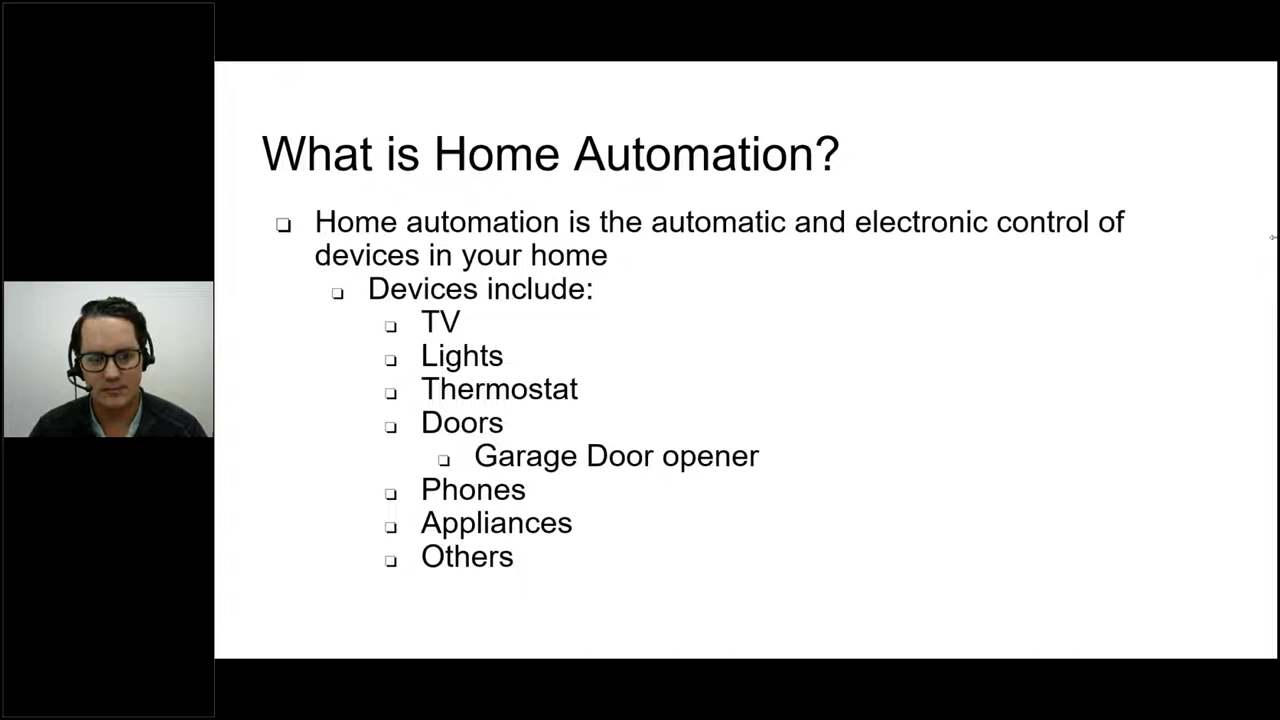 What is Home Automation?
Home automation is the automatic and electronic control of
devices in your home
Devices include:
TV
Lights
Thermostat
Doors
Garage Door opener
Phones
Appliances
Others